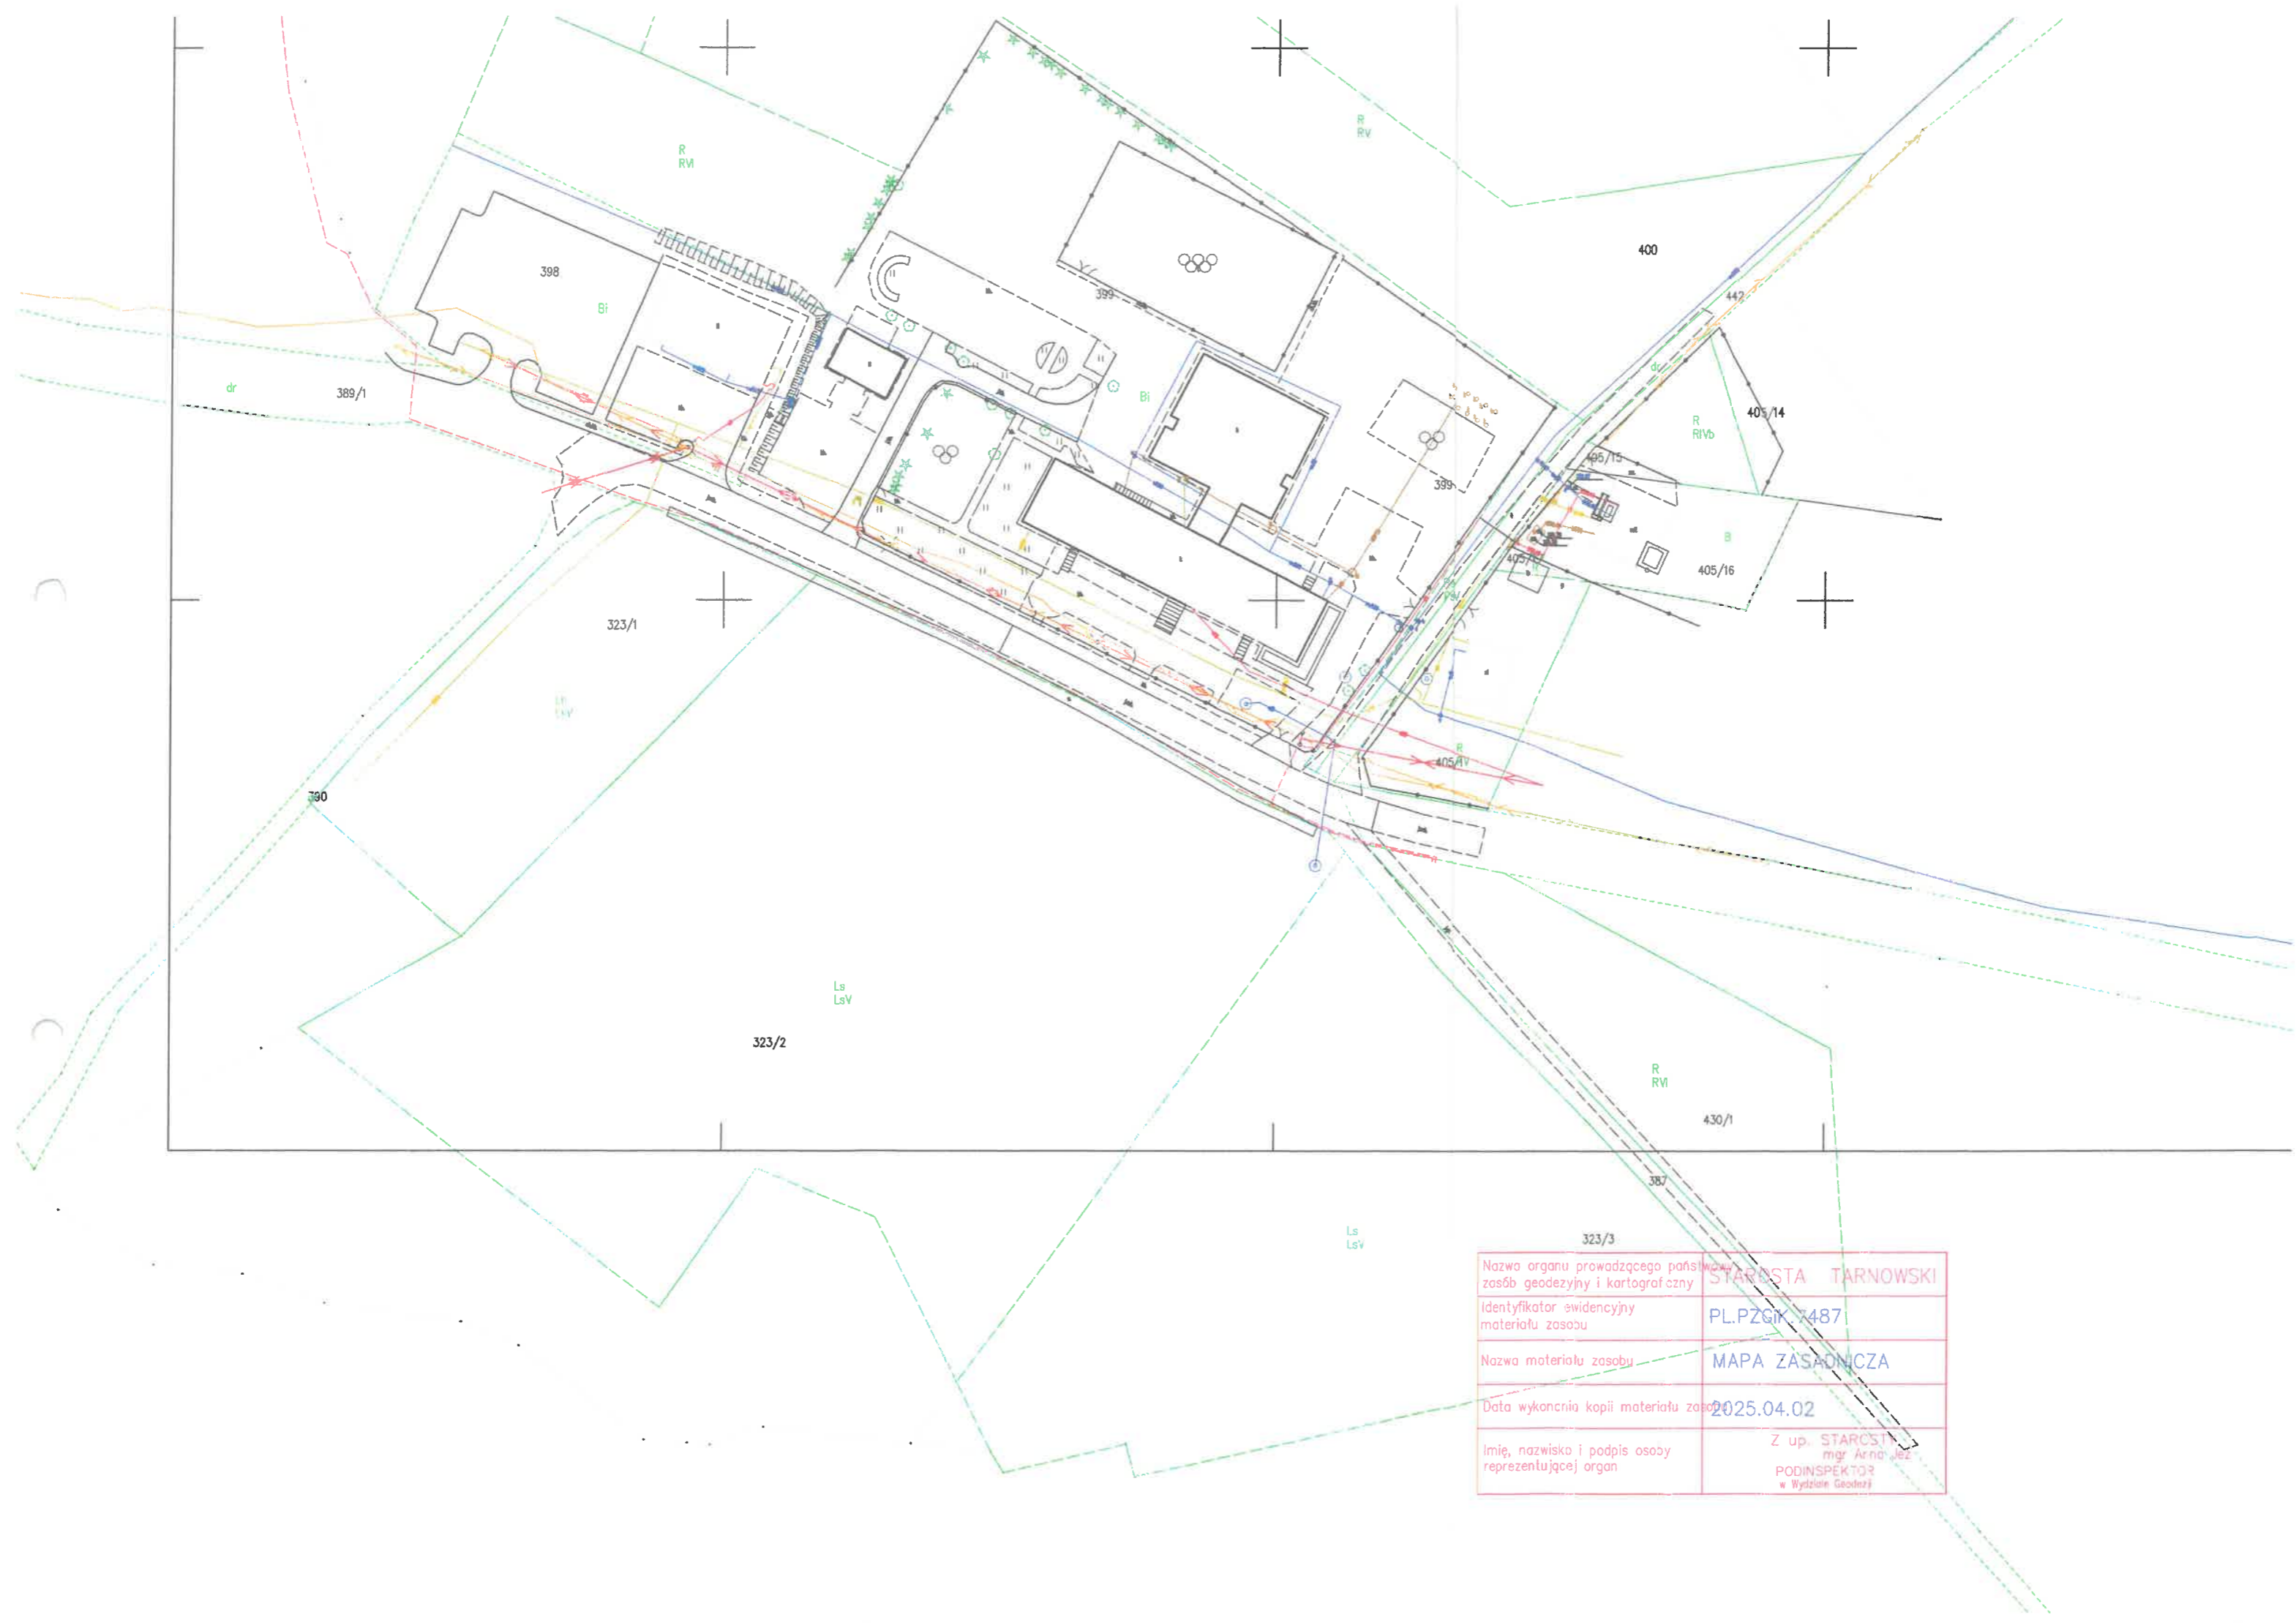 R
RV
R
RVI
400
398
399
442
Bi
dr
389/1
Bi
dr
R
RIVb
405/14
405/15
399
B
405/16
323/1
R
405/1
390
Ls
LsV
323/2
R
RVI
430/1
387
Ls
LsV
323/3
Nazwa organu prowadzącego państwowy
zasób geodezyjny i kartograficzny
STAROSTA TARNOWSKI
Identyfikator ewidencyjny
materiału zasobu
PL.PZGiK.7487
Nazwa materiału zasobu
MAPA ZASADNICZA
Data wykonania kopii materiału zasobu
2025.04.02
Imię, nazwisko i podpis osoby
reprezentującej organ
Z up. STAROSTY
mgr Anna Jeż
PODINSPEKTOR
w Wydziale Geodezji